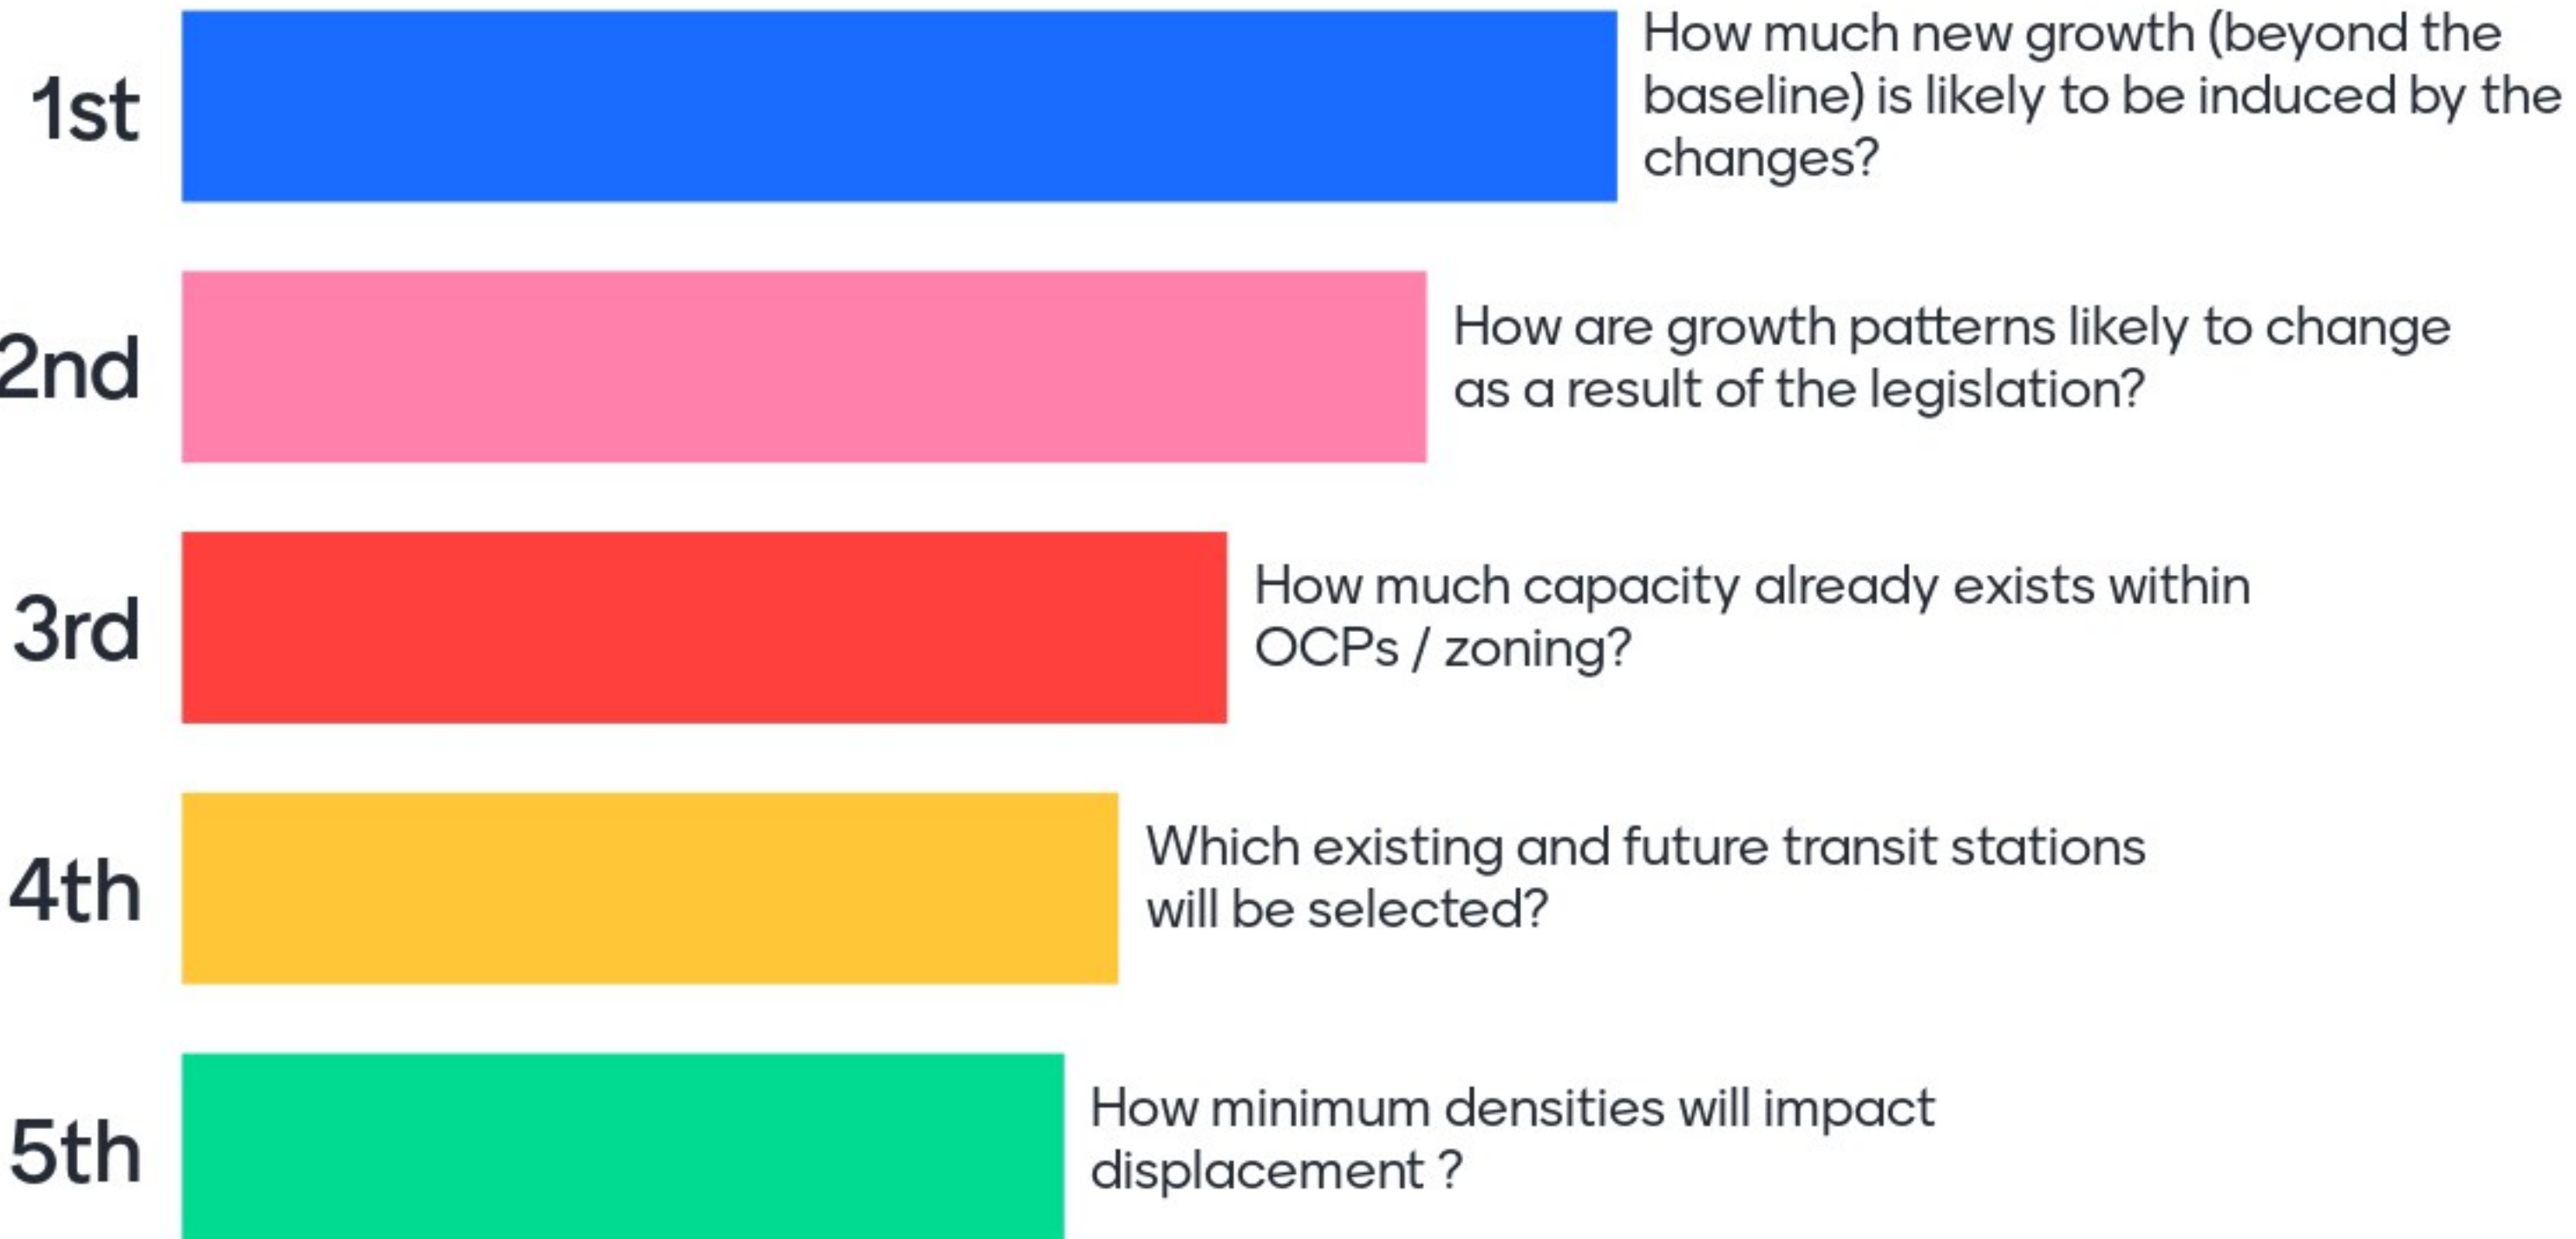 1st
How much new growth (beyond the
baseline) is likely to be induced by the
changes?
2nd
How are growth patterns likely to change
as a result of the legislation?
3rd
How much capacity already exists within
OCPs / zoning?
4th
Which existing and future transit stations
will be selected?
5th
How minimum densities will impact
displacement ?